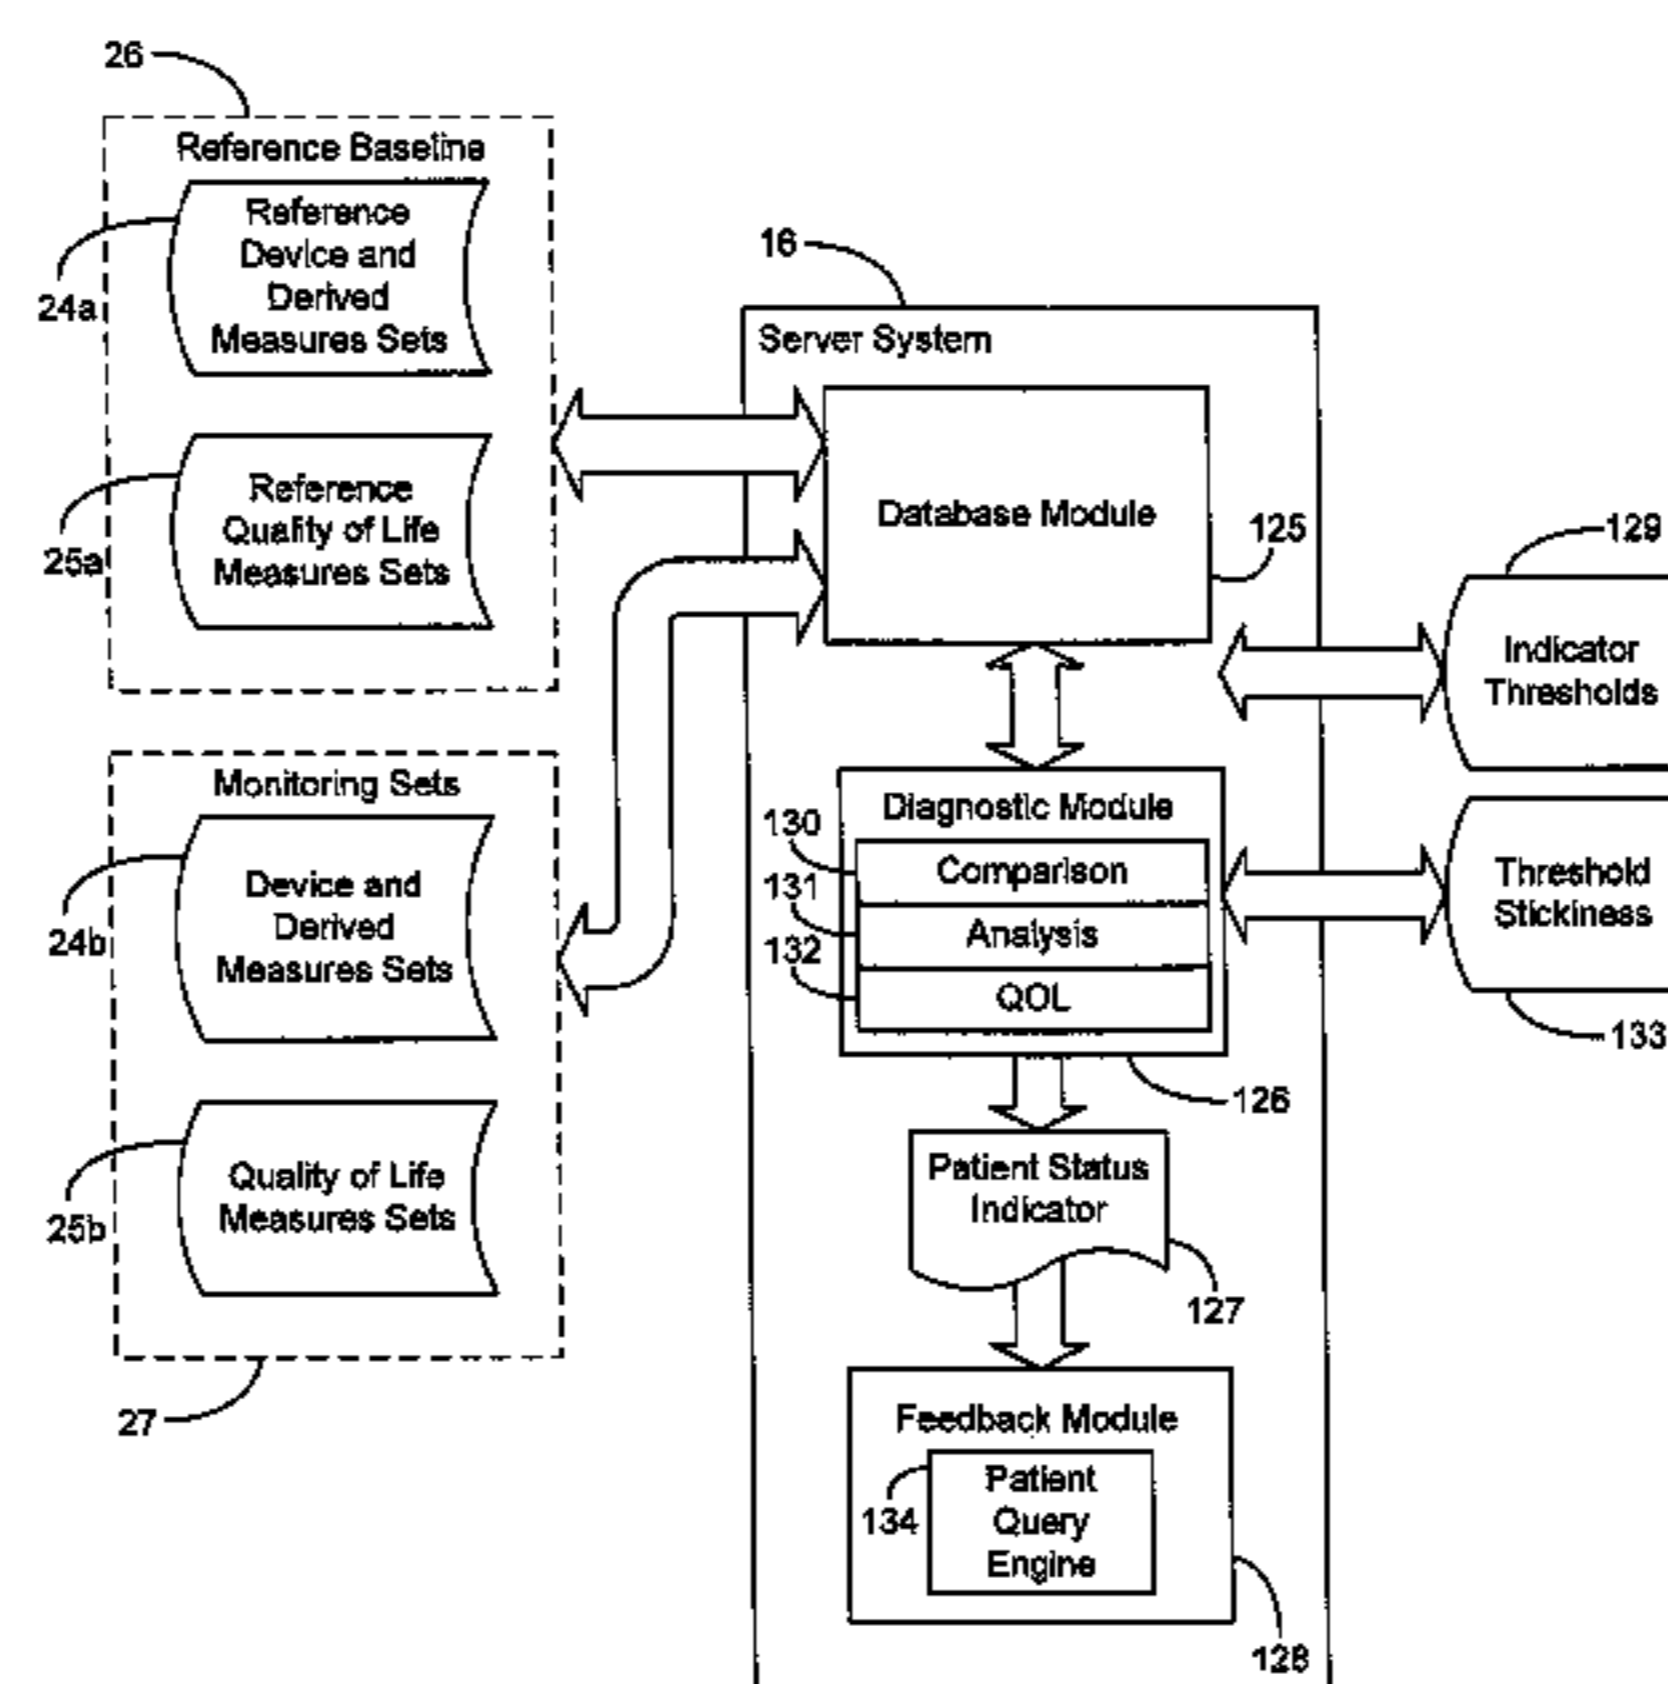 26
Reference Baseline
Reference
Device and
Derived
Measures Sets
24a
Reference
Quality of Life
Measures Sets
25a
Monitoring Sets
Device and
Derived
Measures Sets
24b
Quality of Life
Measures Sets
25b
27
16
Server System
Database Module
125
Diagnostic Module
130
Comparison
131
Analysis
132
QOL
126
Patient Status
Indicator
127
Feedback Module
134
Patient
Query
Engine
128
129
Indicator
Thresholds
Threshold
Stickiness
133